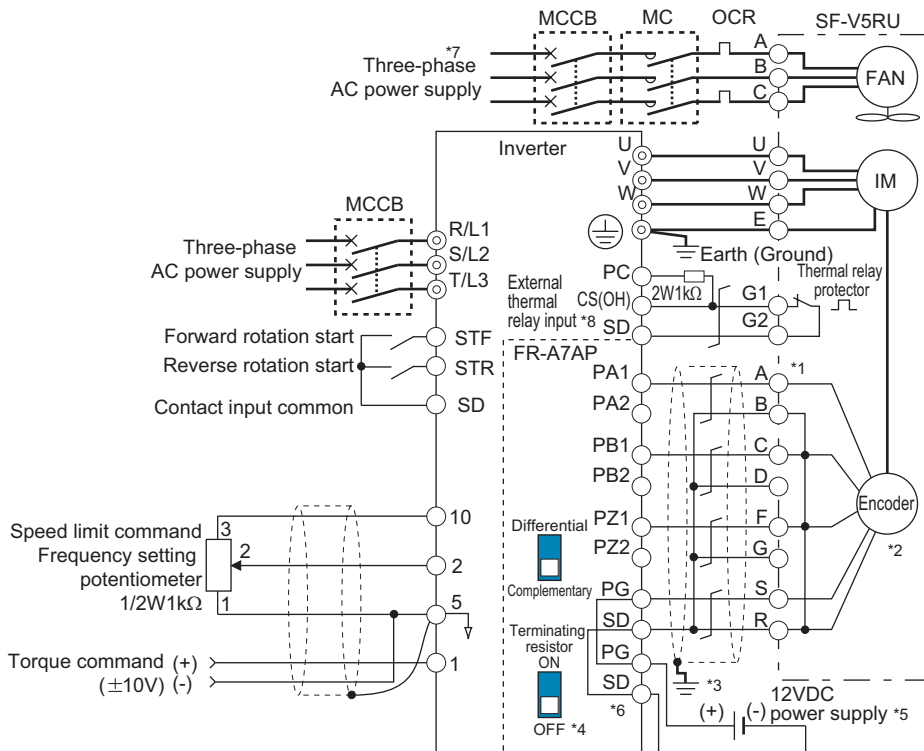 MCCB MC OCR SF-V5RU
*7
Three-phase
AC power supply
A
B
C
FAN
Inverter
U
V
W
U
V
W
E
IM
MCCB
Three-phase
AC power supply
R/L1
S/L2
T/L3
Earth (Ground)
PC
External
thermal
relay input *8
CS(OH)
SD
2W1kΩ
G1
G2
Thermal relay
protector
Forward rotation start
Reverse rotation start
Contact input common
STF
STR
SD
FR-A7AP
PA1
PA2
PB1
PB2
PZ1
PZ2
PG
SD
PG
SD
*6
A
B
C
D
F
G
S
R
*1
Encoder
*2
Differential
Complementary
Terminating
resistor
ON
OFF *4
Speed limit command
Frequency setting
potentiometer
1/2W1kΩ
3
2
1
10
2
5
1
Torque command (+)
(±10V) (-)
*3
12VDC
(+) (-) power supply *5